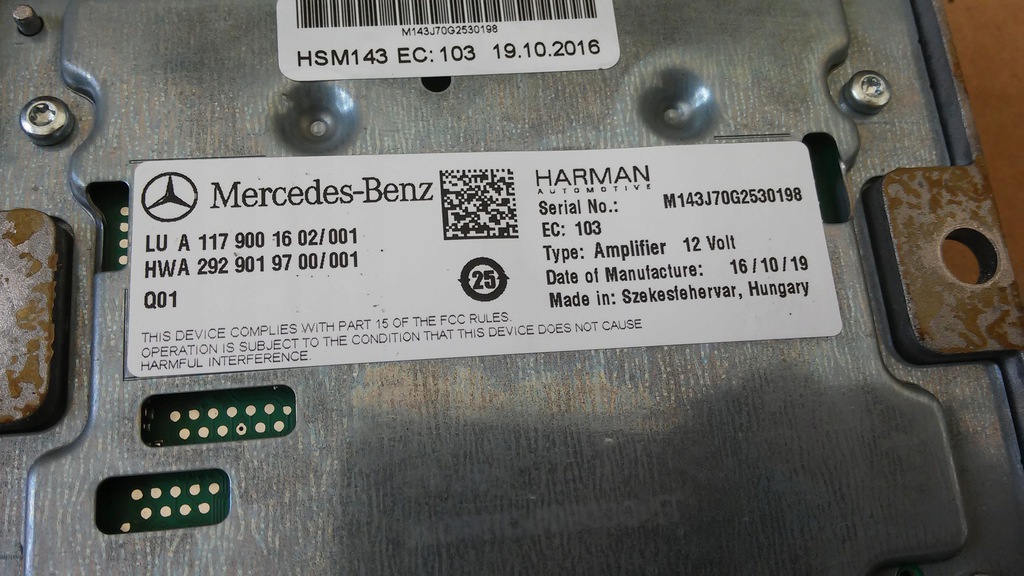 M143J70G2530198
HSM143 EC: 103 19.10.2016
Mercedes-Benz
LU A 117 900 16 02/001
HWA 292 901 97 00/001
Q01
25
HARMAN
AUTOMOTIVE
Serial No.: M143J70G2530198
EC: 103
Type: Amplifier 12 Volt
Date of Manufacture: 16/10/19
Made in: Szekesfehervar, Hungary
THIS DEVICE COMPLIES WITH PART 15 OF THE FCC RULES.
OPERATION IS SUBJECT TO THE CONDITION THAT THIS DEVICE DOES NOT CAUSE
HARMFUL INTERFERENCE.